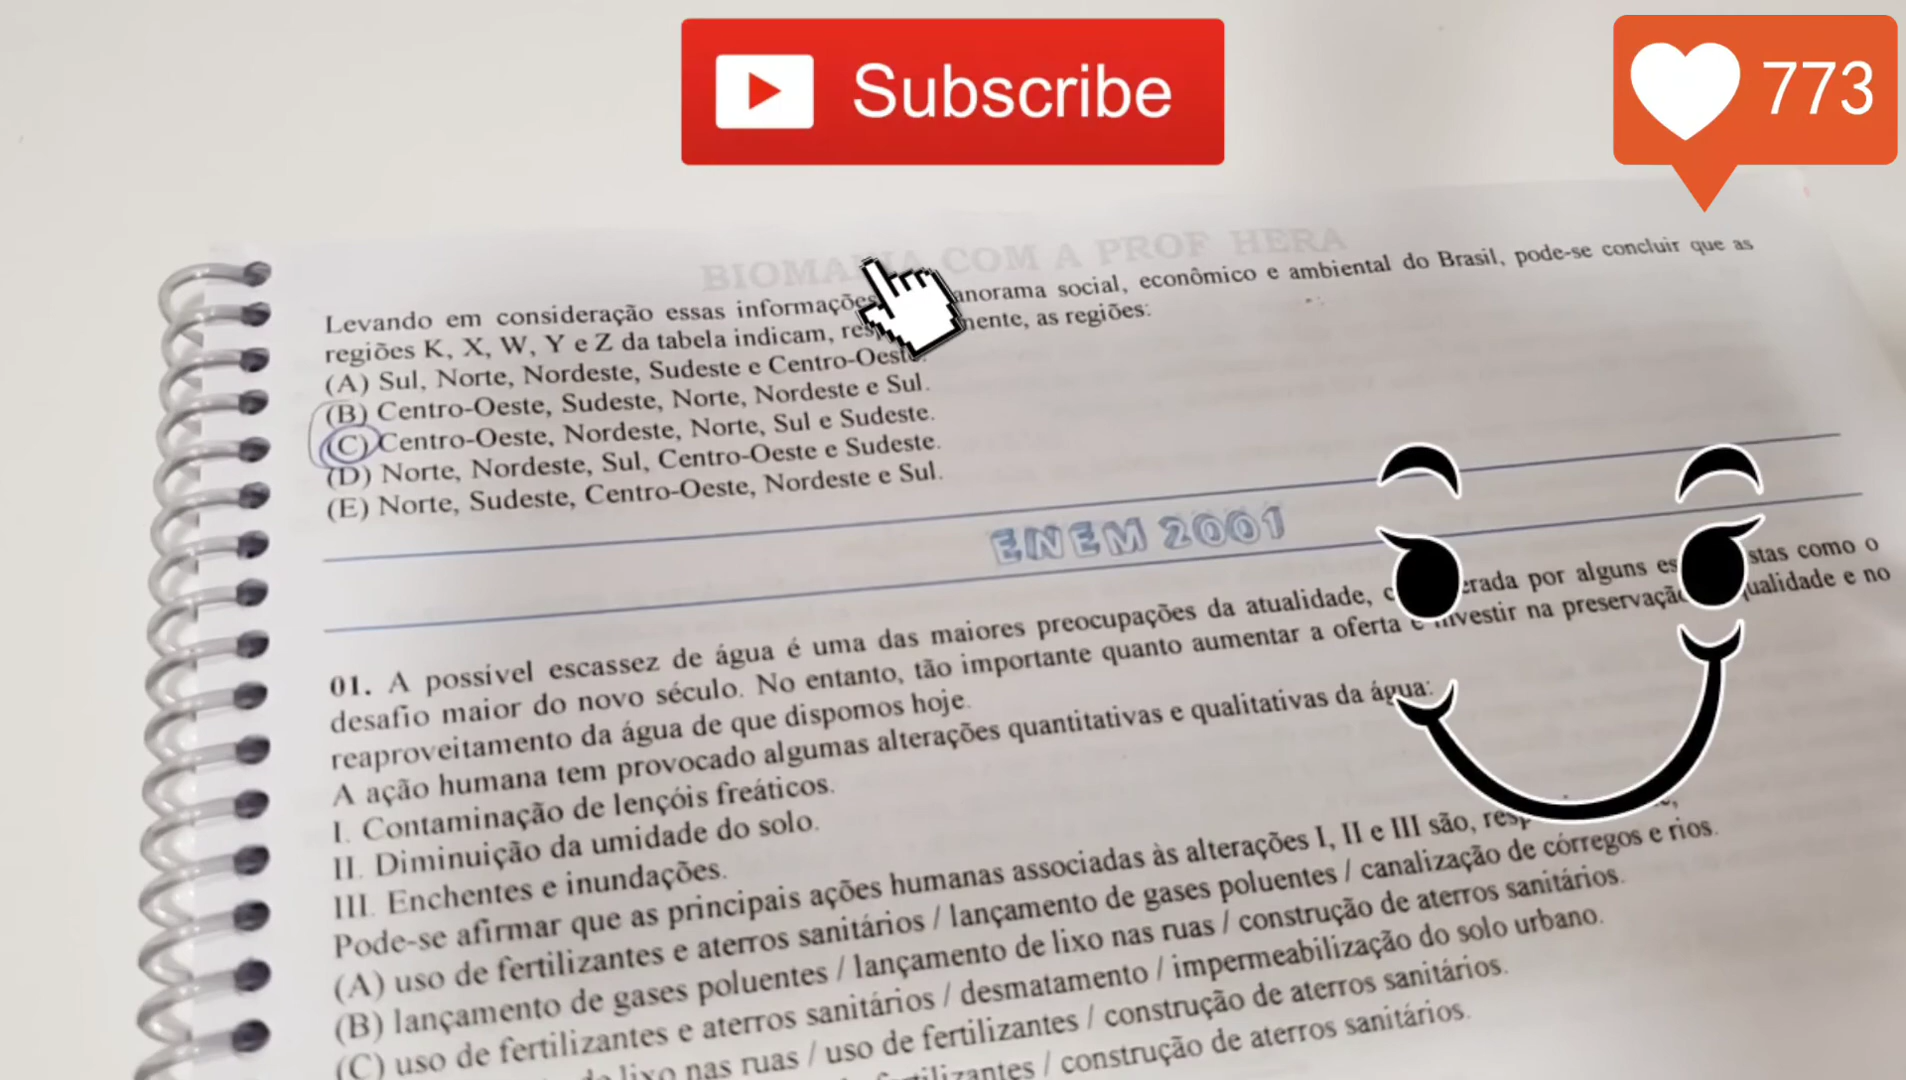 Subscribe
773
BIOMANIA COM A PROF HERA
Levando em consideração essas informações anorama social, econômico e ambiental do Brasil, pode-se concluir que as
regiões K, X, W, Y e Z da tabela indicam, res mente, as regiões:
(A) Sul, Norte, Nordeste, Sudeste e Centro-Oeste.
(B) Centro-Oeste, Sudeste, Norte, Nordeste e Sul.
(C) Centro-Oeste, Nordeste, Norte, Sul e Sudeste.
(D) Norte, Nordeste, Sul, Centro-Oeste e Sudeste.
(E) Norte, Sudeste, Centro-Oeste, Nordeste e Sul.
ENEM 2001
01. A possível escassez de água é uma das maiores preocupações da atualidade, c erada por alguns es stas como o
desafio maior do novo século. No entanto, tão importante quanto aumentar a oferta é investir na preservação qualidade e no
reaproveitamento da água de que dispomos hoje.
A ação humana tem provocado algumas alterações quantitativas e qualitativas da água:
I. Contaminação de lençóis freáticos.
II. Diminuição da umidade do solo.
III. Enchentes e inundações.
Pode-se afirmar que as principais ações humanas associadas às alterações I, II e III são, resp
(A) uso de fertilizantes e aterros sanitários / lançamento de gases poluentes / canalização de córregos e rios.
(B) lançamento de gases poluentes / lançamento de lixo nas ruas / construção de aterros sanitários.
(C) uso de fertilizantes e aterros sanitários / desmatamento / impermeabilização do solo urbano.
lixo nas ruas / uso de fertilizantes / construção de aterros sanitários.
fertilizantes / construção de aterros sanitários.